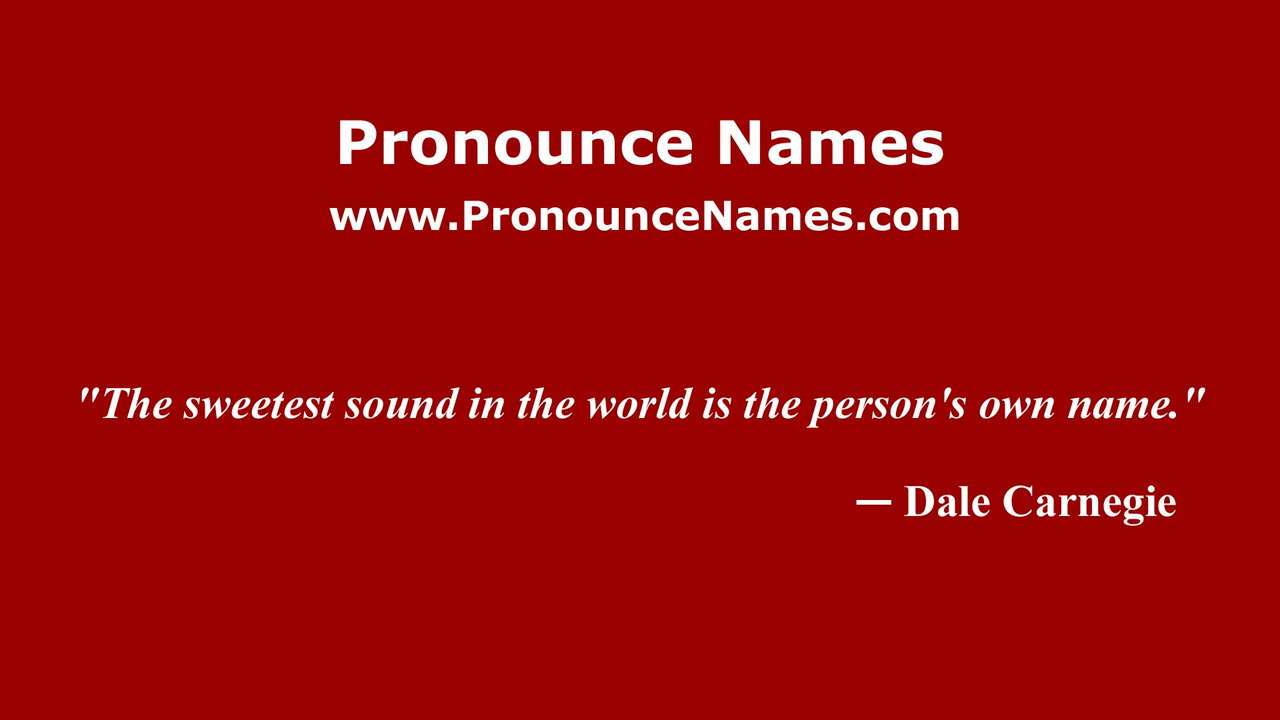 Pronounce Names
www.PronounceNames.com
"The sweetest sound in the world is the person's own name."
— Dale Carnegie